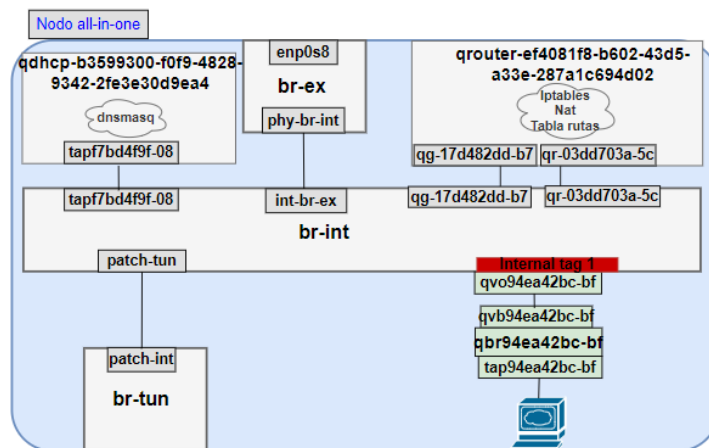 Nodo all-in-one
qdhcp-b3599300-f0f9-4828-
9342-2fe3e30d9ea4
dnsmasq
tapf7bd4f9f-08
enp0s8
br-ex
phy-br-int
qrouter-ef4081f8-b602-43d5-
a33e-287a1c694d02
Iptables
Nat
Tabla rutas
qg-17d482dd-b7
qr-03dd703a-5c
tapf7bd4f9f-08
int-br-ex
qg-17d482dd-b7
qr-03dd703a-5c
br-int
patch-tun
Internal tag 1
qvo94ea42bc-bf
qvb94ea42bc-bf
qbr94ea42bc-bf
tap94ea42bc-bf
patch-int
br-tun